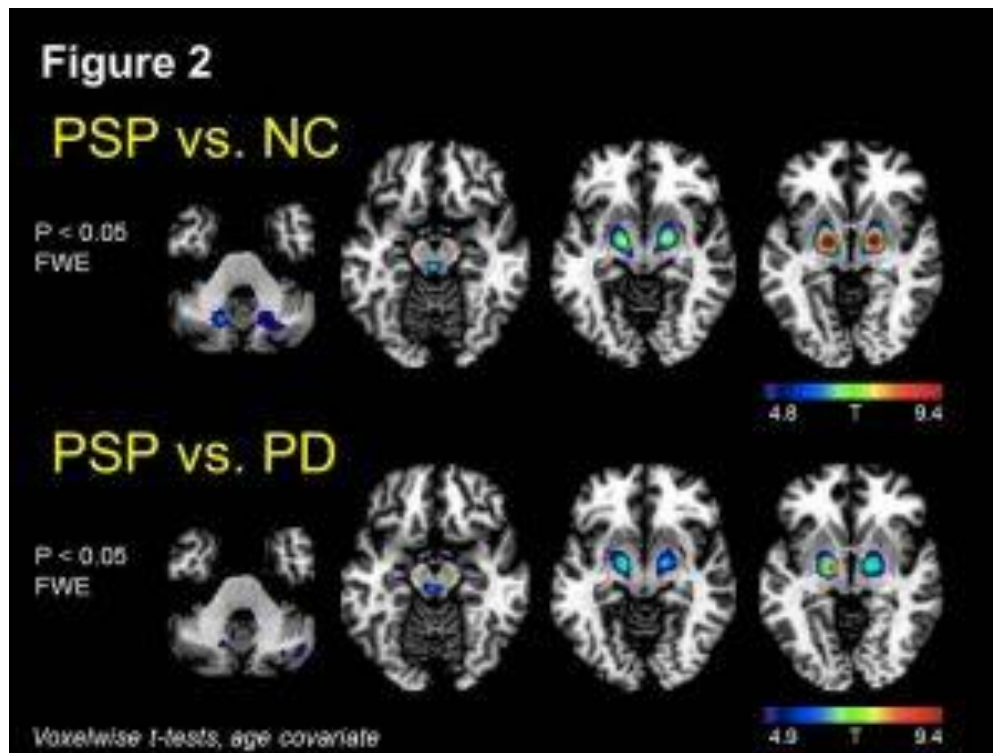 Figure 2
PSP vs. NC
P < 0.05
FWE
4.8 T 9.4
PSP vs. PD
P < 0.05
FWE
4.9 T 9.4
Voxelwise t-tests, age covariate